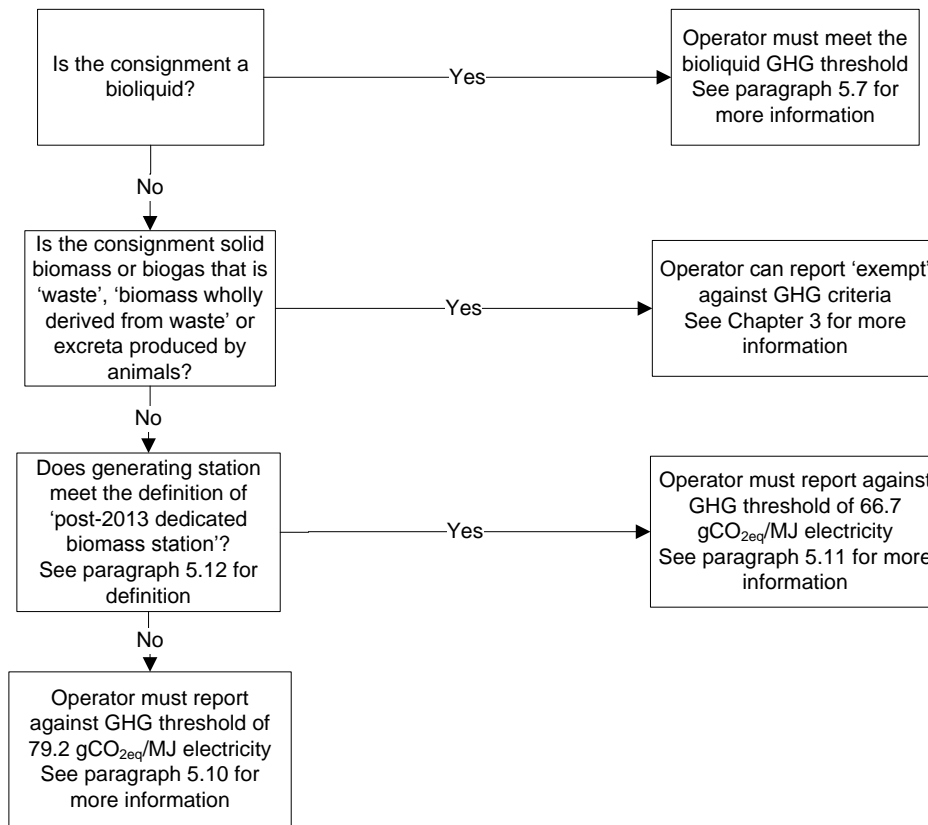 Is the consignment a
bioliquid?
Yes
Operator must meet the
bioliquid GHG threshold
See paragraph 5.7 for
more information
No
Is the consignment solid
biomass or biogas that is
‘waste’, ‘biomass wholly
derived from waste’ or
excreta produced by
animals?
Yes
Operator can report ‘exempt’
against GHG criteria
See Chapter 3 for more
information
No
Does generating station
meet the definition of
‘post-2013 dedicated
biomass station’?
See paragraph 5.12 for
definition
Yes
Operator must report against
GHG threshold of 66.7
gCO2eq/MJ electricity
See paragraph 5.11 for more
information
No
Operator must report
against GHG threshold of
79.2 gCO2eq/MJ electricity
See paragraph 5.10 for
more information